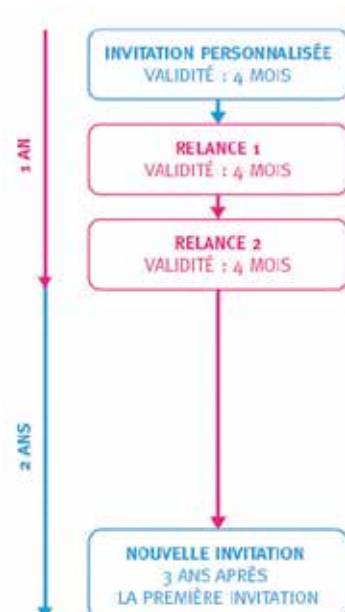 INVITATION PERSONNALISÉE
VALIDITÉ : 4 MOIS
1 AN
RELANCE 1
VALIDITÉ : 4 MOIS
RELANCE 2
VALIDITÉ : 4 MOIS
2 ANS
NOUVELLE INVITATION
3 ANS APRÈS
LA PREMIÈRE INVITATION